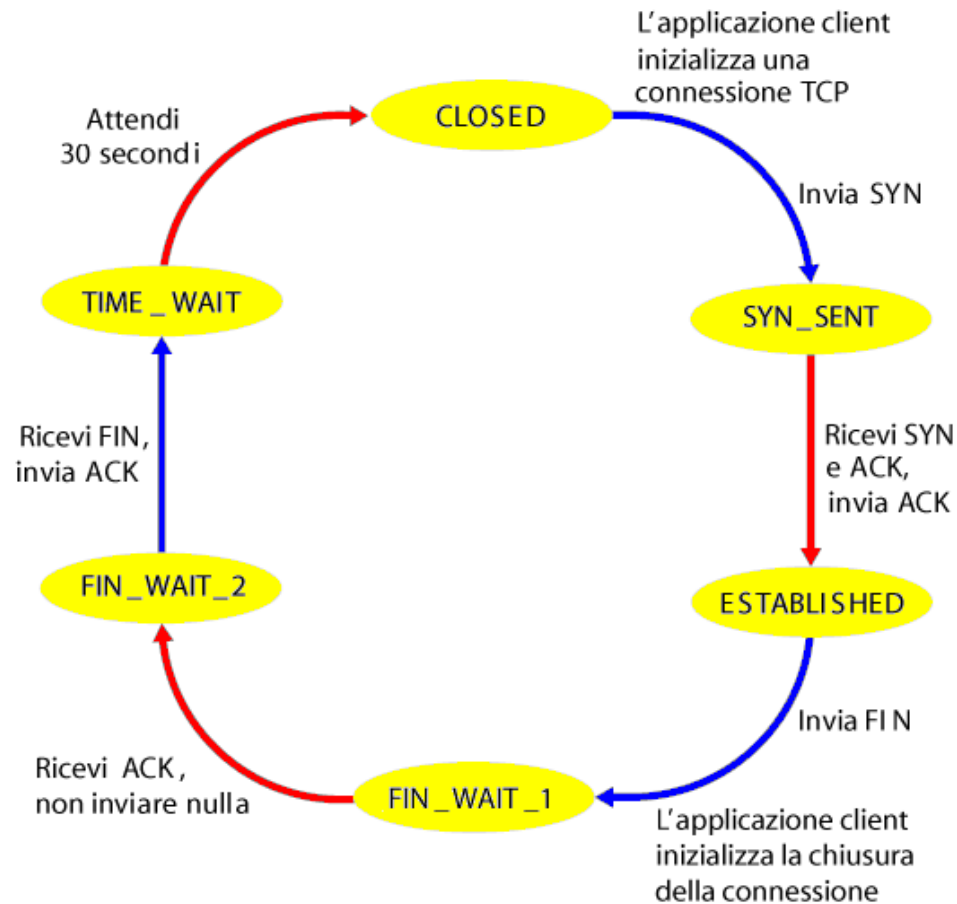 L'applicazione client
inizializza una
connessione TCP
CLOSED
Attendi
30 secondi
Invia SYN
TIME_WAIT
SYN_SENT
Ricevi FIN,
invia ACK
Ricevi SYN
e ACK,
invia ACK
FIN_WAIT_2
ESTABLISHED
Invia FIN
Ricevi ACK,
non inviare nulla
FIN_WAIT_1
L'applicazione client
inizializza la chiusura
della connessione